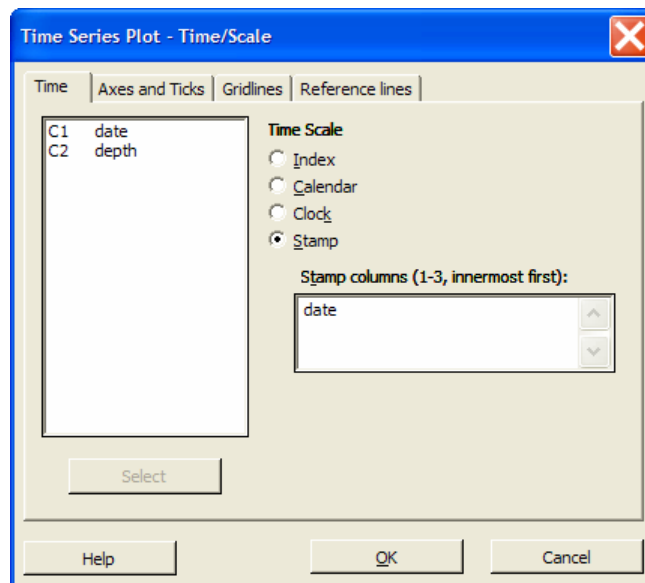 Time Series Plot - Time/Scale
Time Axes and Ticks Gridlines Reference lines
C1 date
C2 depth
Time Scale
Index
Calendar
Clock
Stamp
Stamp columns (1-3, innermost first):
date
Select
Help OK Cancel